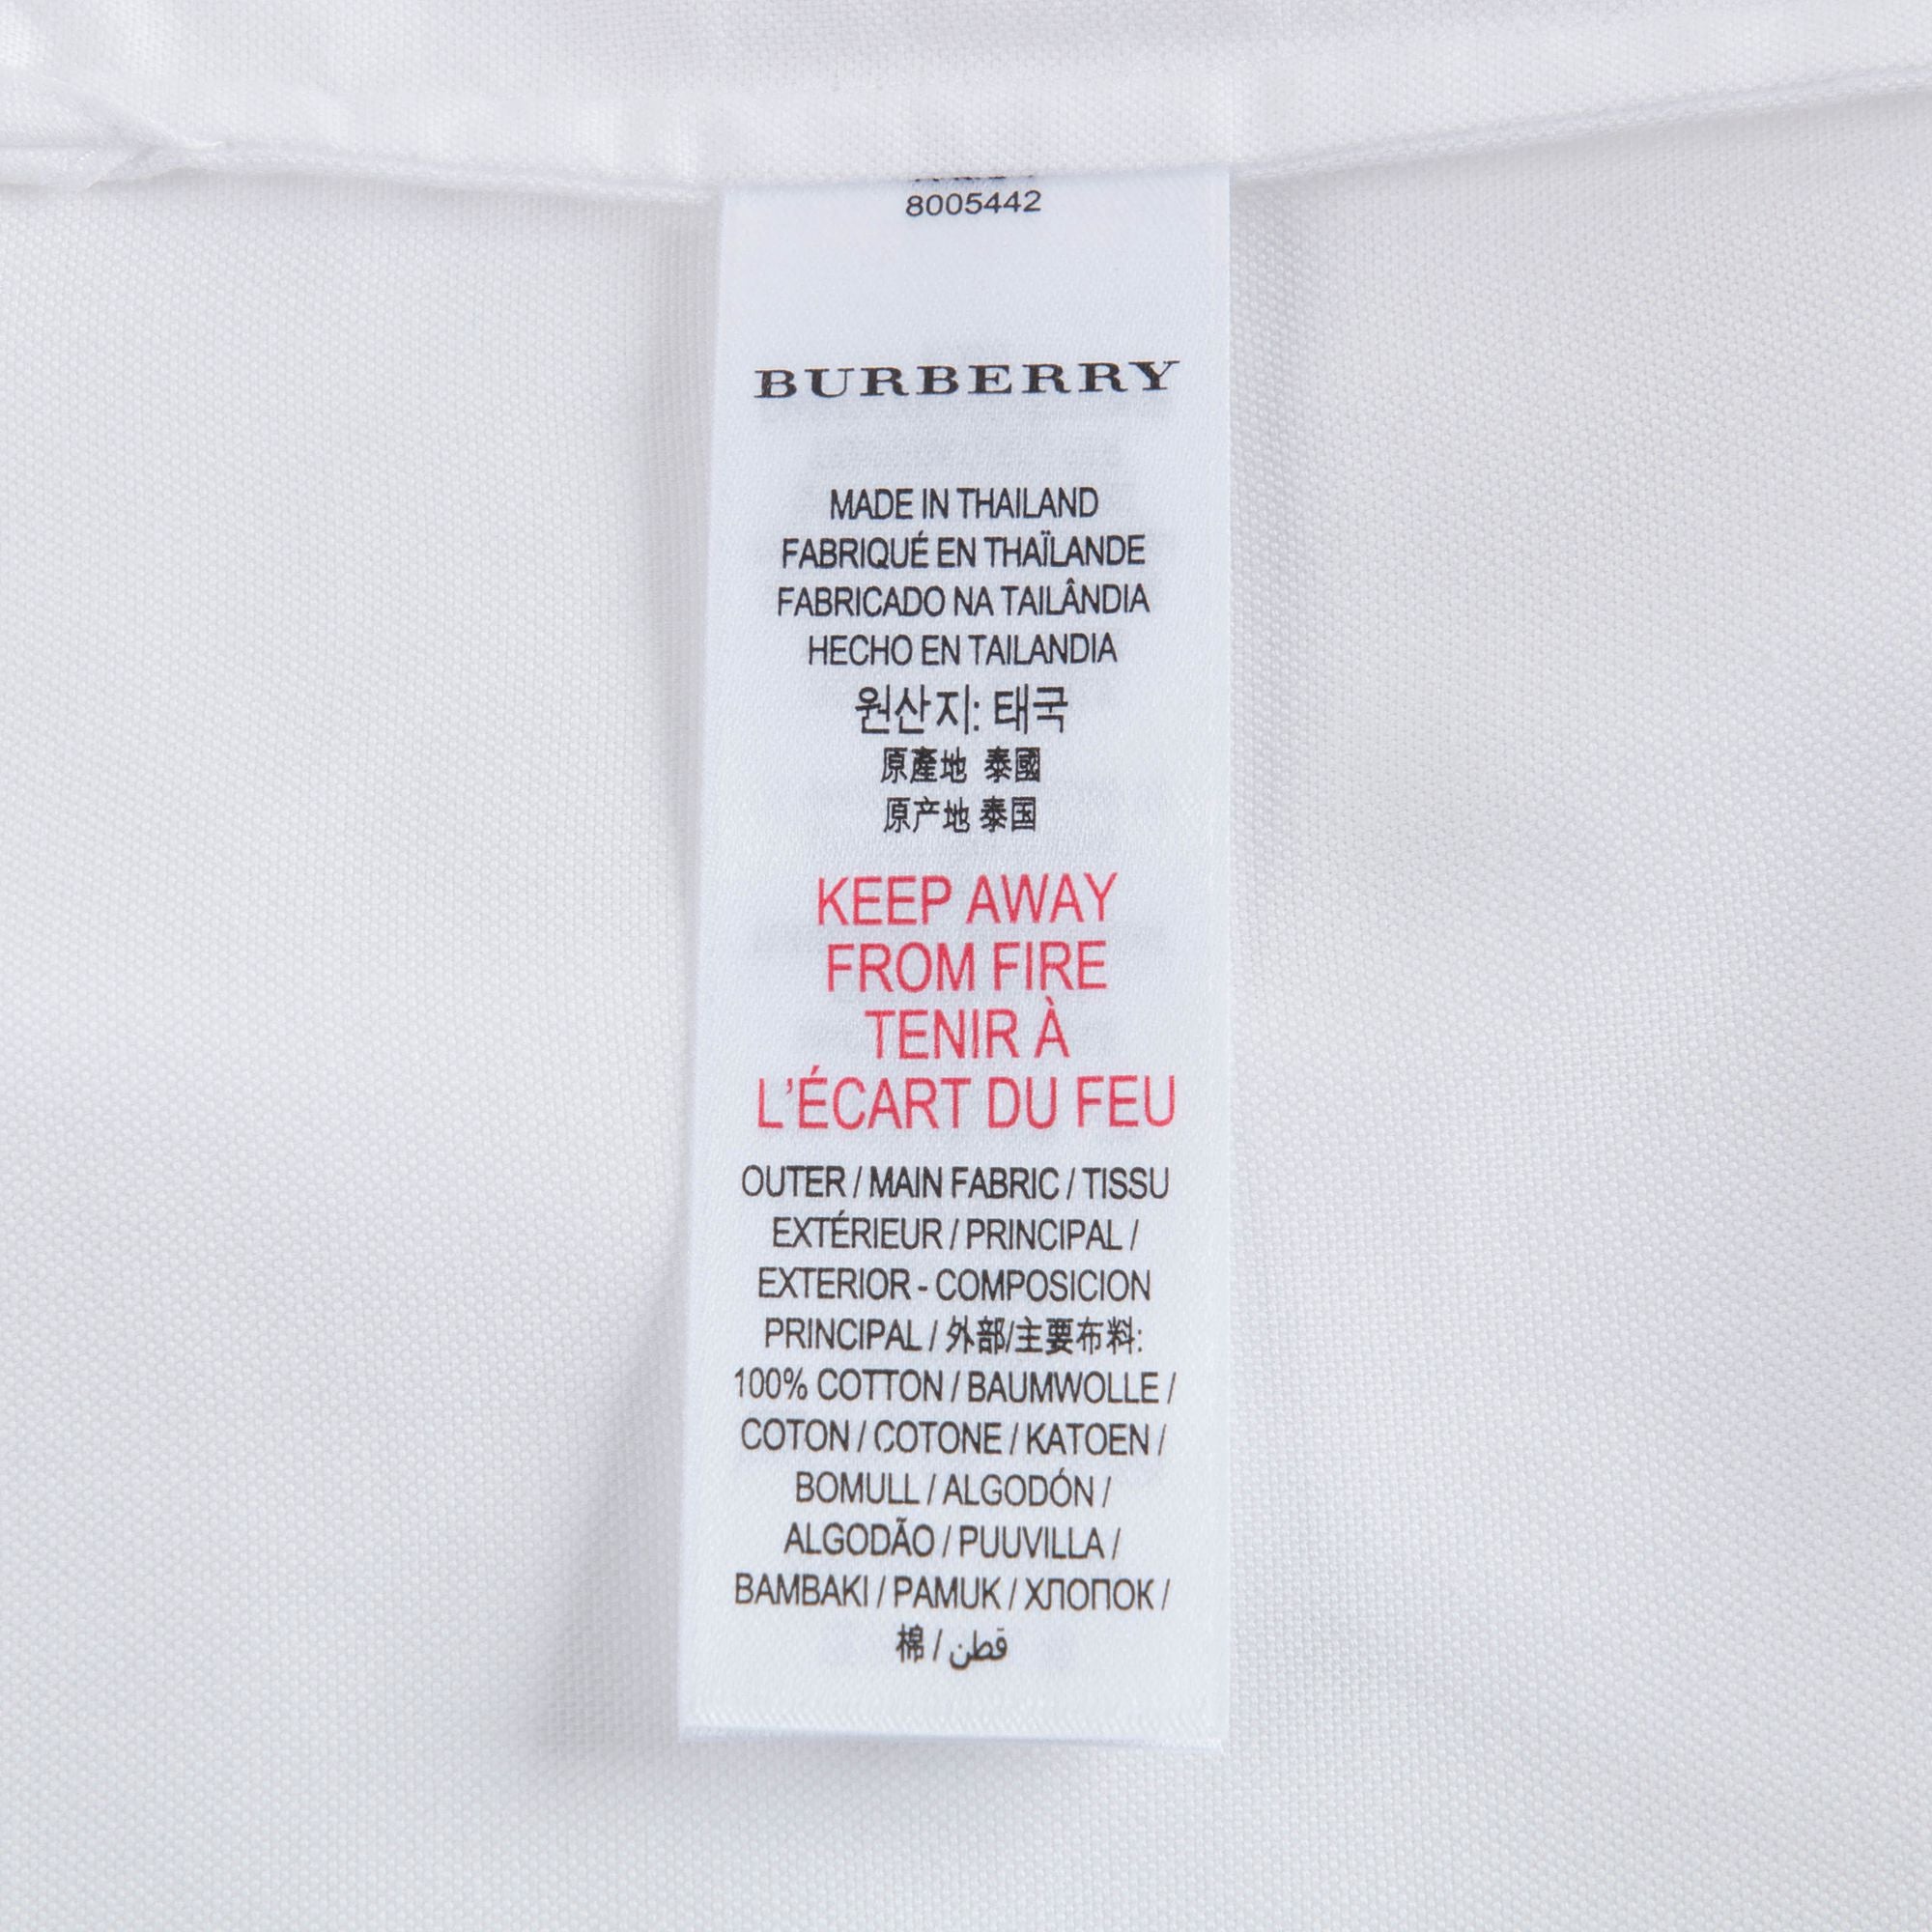 8005442
BURBERRY
MADE IN THAILAND
FABRIQUÉ EN THAÏLANDE
FABRICADO NA TAILÂNDIA
HECHO EN TAILANDIA
원산지: 태국
原產地 泰國
原产地 泰国
KEEP AWAY
FROM FIRE
TENIR À
L'ÉCART DU FEU
OUTER / MAIN FABRIC / TISSU
EXTÉRIEUR / PRINCIPAL /
EXTERIOR - COMPOSICION
PRINCIPAL / 外部/主要布料:
100% COTTON / BAUMWOLLE /
COTON / COTONE / KATOEN /
BOMULL / ALGODÓN /
ALGODÃO / PUUVILLA /
BAMBAKI / PAMUK / ХЛОПОК /
棉 / قطن